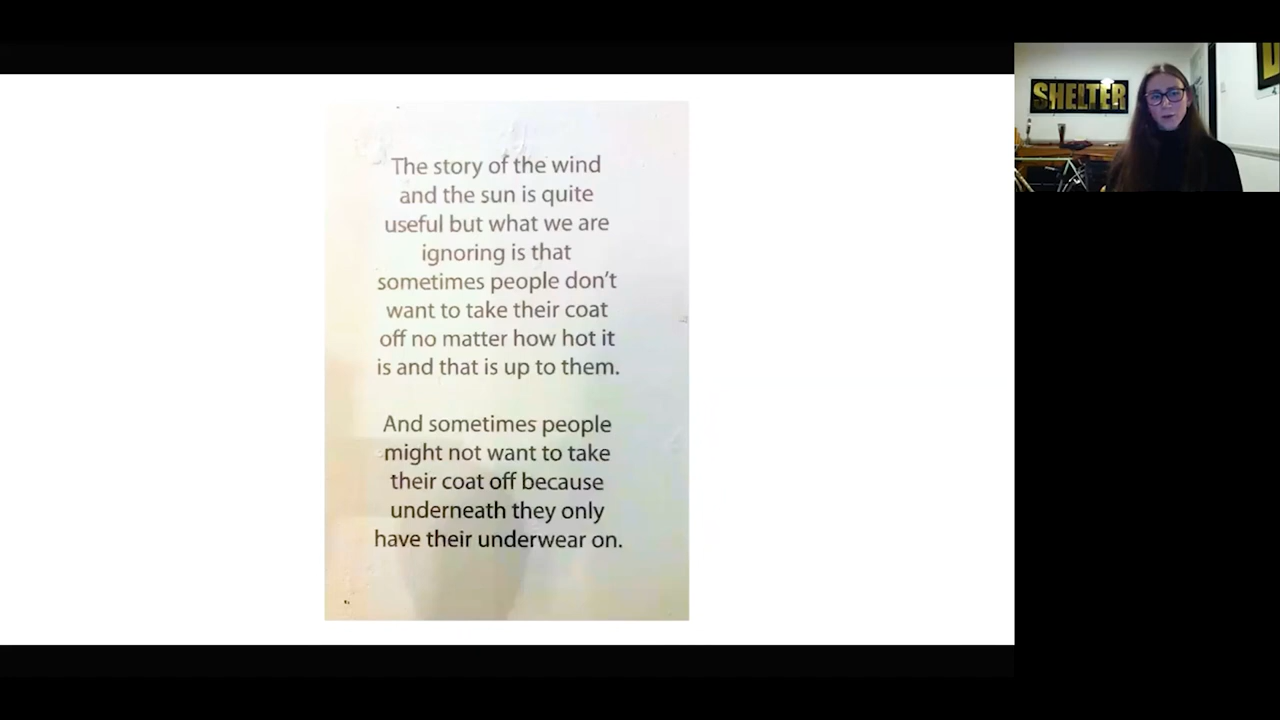 The story of the wind
and the sun is quite
useful but what we are
ignoring is that
sometimes people don't
want to take their coat
off no matter how hot it
is and that is up to them.
And sometimes people
might not want to take
their coat off because
underneath they only
have their underwear on.
SHELTER